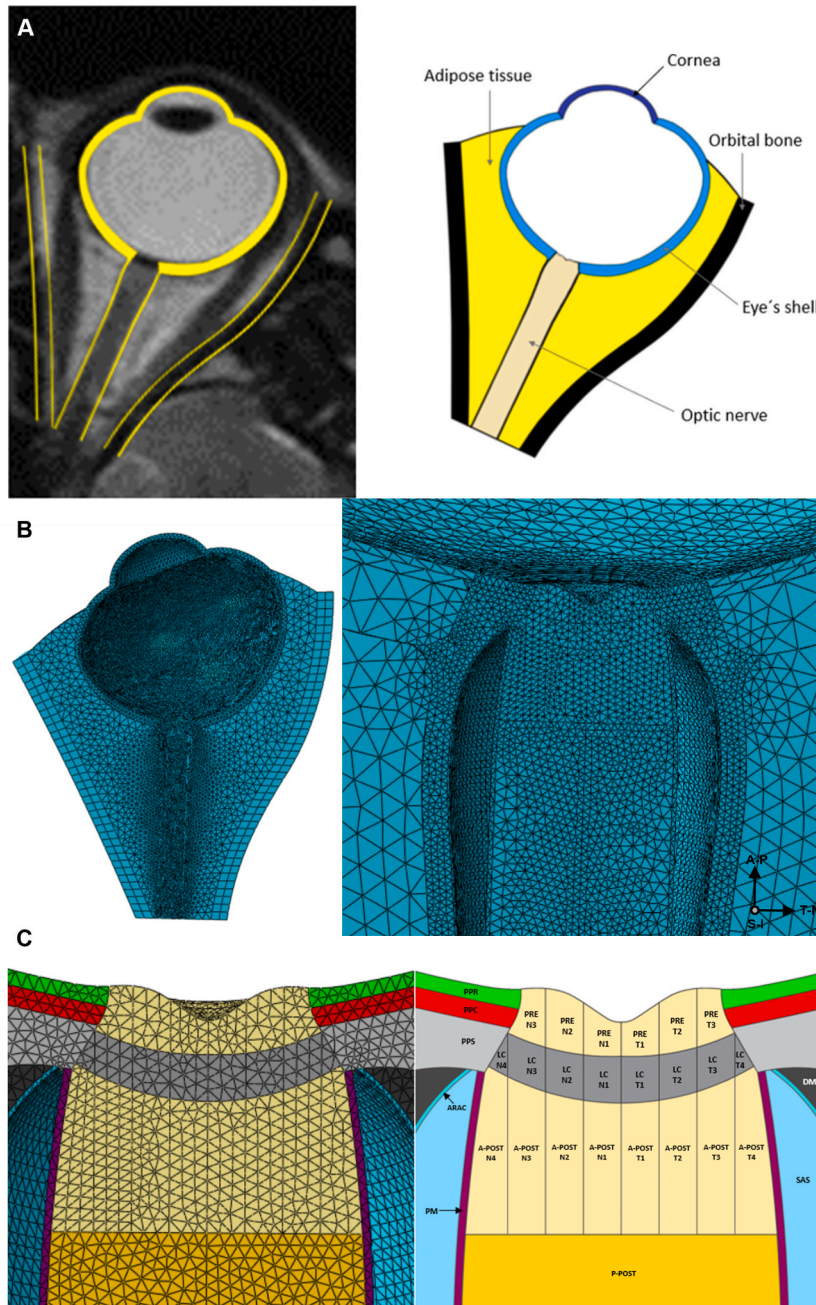 A
Adipose tissue
Cornea
Orbital bone
Eye´s shell
Optic nerve
B
A-P
S-I
C
PPR
PPC
PPS
PRE
N3
PRE
N2
PRE
N1
PRE
T1
PRE
T2
PRE
T3
LC
N4
LC
N3
LC
N2
LC
N1
LC
T1
LC
T2
LC
T3
LC
T4
DM
ARAC
A-POST
N4
A-POST
N3
A-POST
N2
A-POST
N1
A-POST
T1
A-POST
T2
A-POST
T3
A-POST
T4
SAS
PM
P-POST